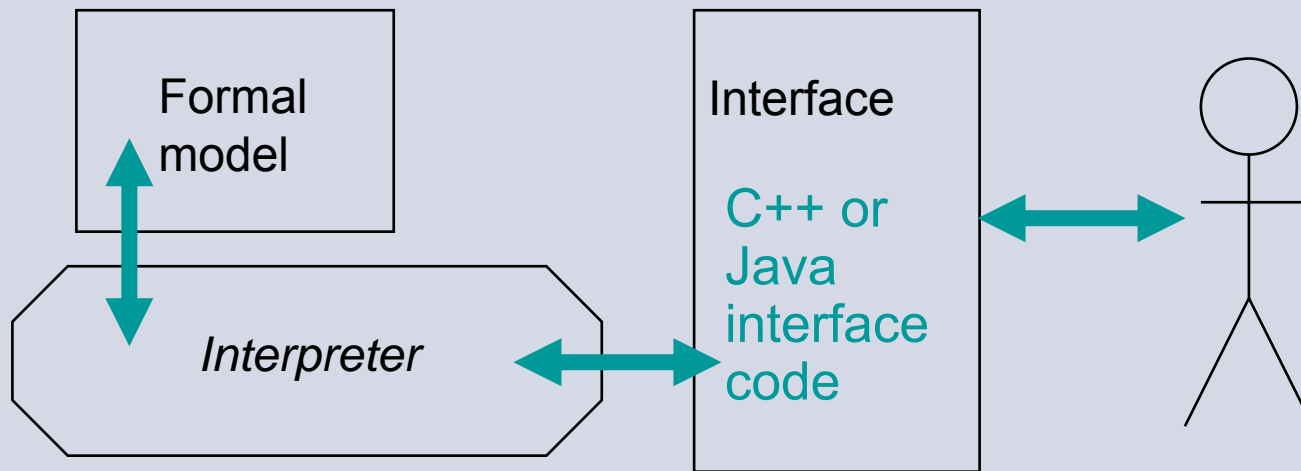 Formal
model
Interpreter
Interface
C++ or
Java
interface
code